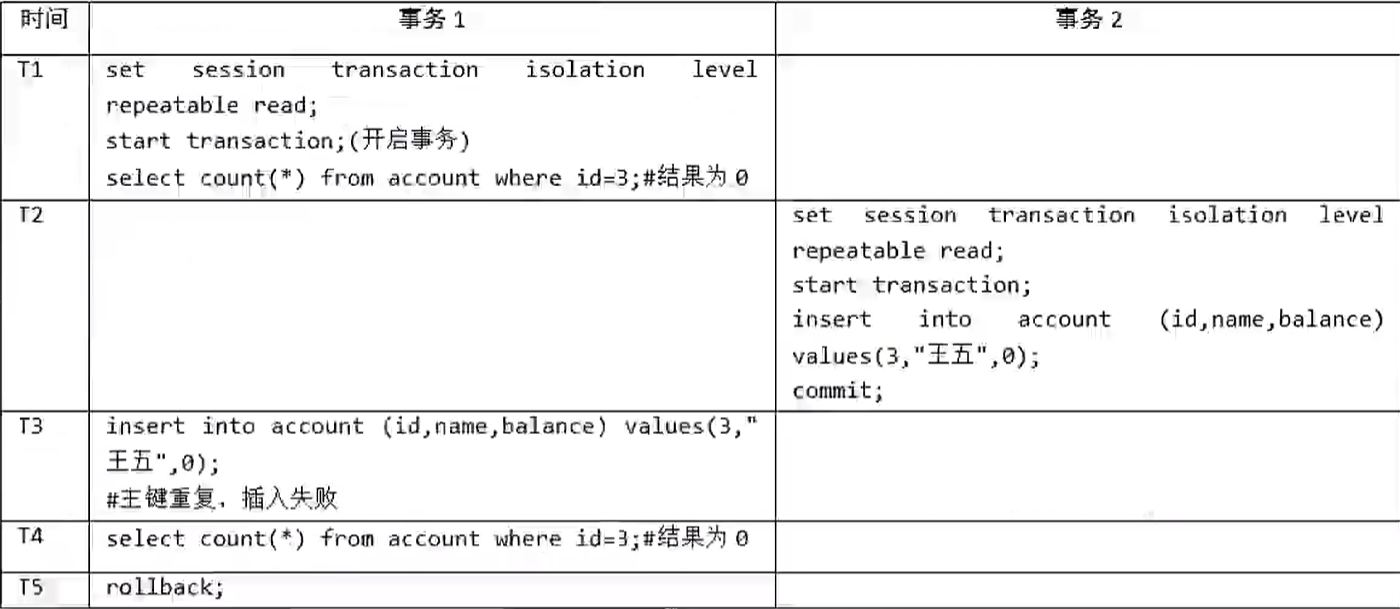 时间 事务1 事务2
T1
set session transaction isolation level
repeatable read;
start transaction;(开启事务)
select count(*) from account where id=3;#结果为0
T2
set session transaction isolation level
repeatable read;
start transaction;
insert into account (id,name,balance)
values(3,"王五",0);
commit;
T3
insert into account (id,name,balance) values(3,"
王五",0);
#主键重复，插入失败
T4
select count(*) from account where id=3;#结果为0
T5
rollback;